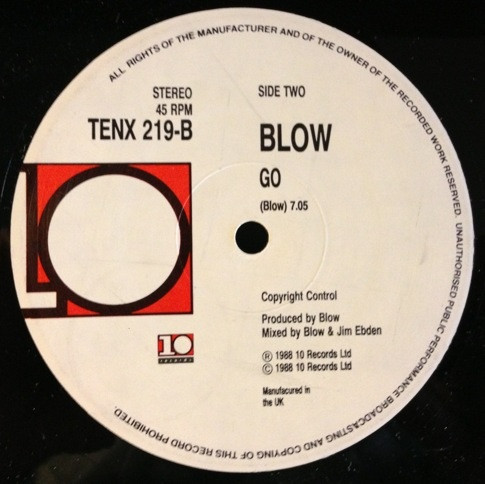 ALL RIGHTS OF THE MANUFACTURER AND OF THE OWNER OF THE RECORDED WORK RESERVED. UNAUTHORISED PUBLIC PERFORMANCE BROADCASTING AND COPYING OF THIS RECORD PROHIBITED.
STEREO
45 RPM
TENX 219-B
SIDE TWO
BLOW
GO
(Blow) 7.05
10
10
RECORDS
Copyright Control
Produced by Blow
Mixed by Blow & Jim Ebden
Ⓟ 1988 10 Records Ltd
© 1988 10 Records Ltd
Manufacured in
the UK